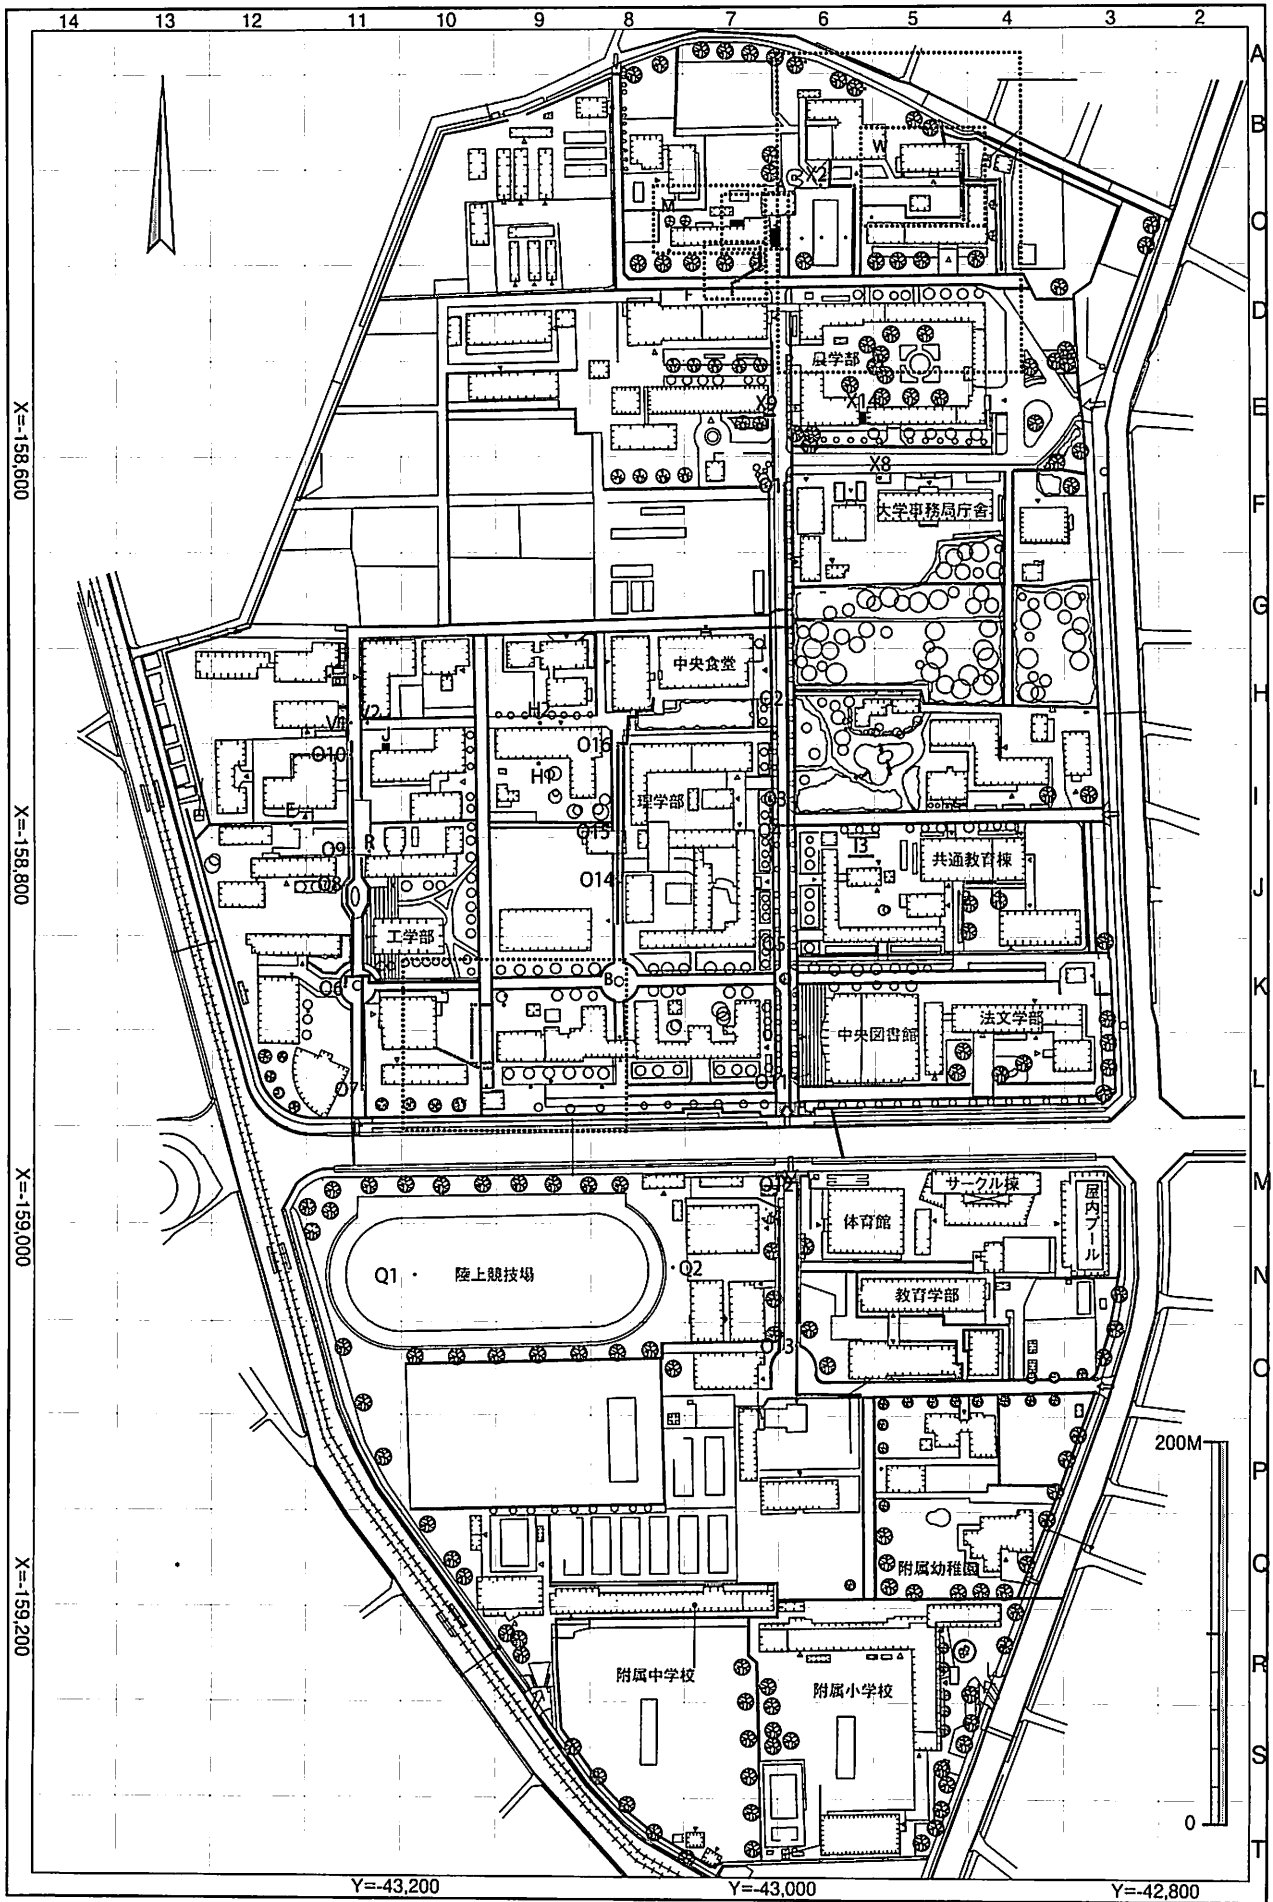 14 13 12 11 10 9 8 7 6 5 4 3 2
A
B
W
X2
M
C
D
農学部
X9
X14
E
X=-158,600
X8
F
大学事務局庁舎
G
中央食堂
H
H2
O2
V2
J
O10
O16
H1
理学部
O3
I
E
X=-158,800
O15
I3
R
O9
共通教育棟
O14
O8
J
工学部
O5
K
B
O6
法文学部
中央図書館
O7
L
M
サークル棟
屋内プール
体育館
X=-159,000
Q1
陸上競技場
Q2
N
教育学部
O
200M
P
附属幼稚園
X=-159,200
附属中学校
附属小学校
R
S
0
T
Y=-43,200
Y=-43,000
Y=-42,800